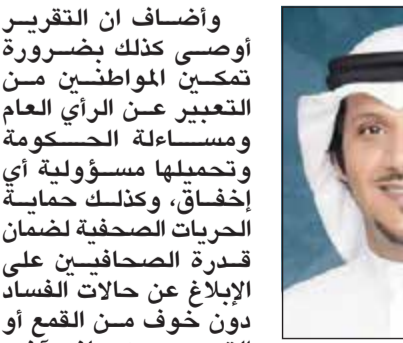 وأضاف ان التقرير
أوصى كذلك بضرورة
تمكين المواطنين من
التعبير عن الرأي العام
ومساءلة الحكومة
وتحميلها مسؤولية أي
إخفاق، وكذلك حماية
الحريات الصحفية لضمان
قدرة الصحافيين على
الإبلاغ عن حالات الفساد
دون خوف من القمع أو